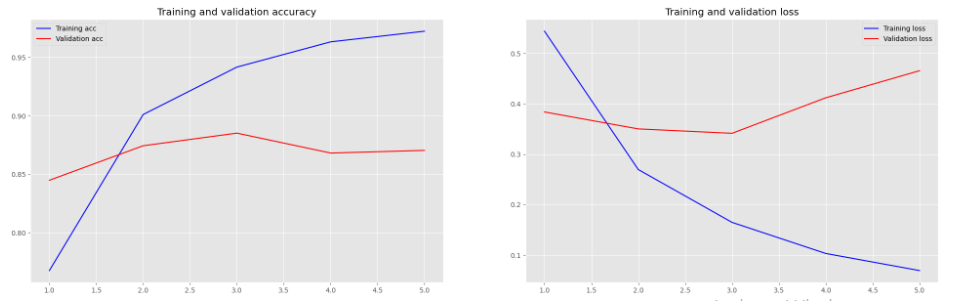 Training and validation accuracy
Training acc
Validation acc
0.95
0.90
0.85
0.80
1.0 1.5 2.0 2.5 3.0 3.5 4.0 4.5 5.0
Training and validation loss
Training loss
Validation loss
0.5
0.4
0.3
0.2
0.1
1.0 1.5 2.0 2.5 3.0 3.5 4.0 4.5 5.0